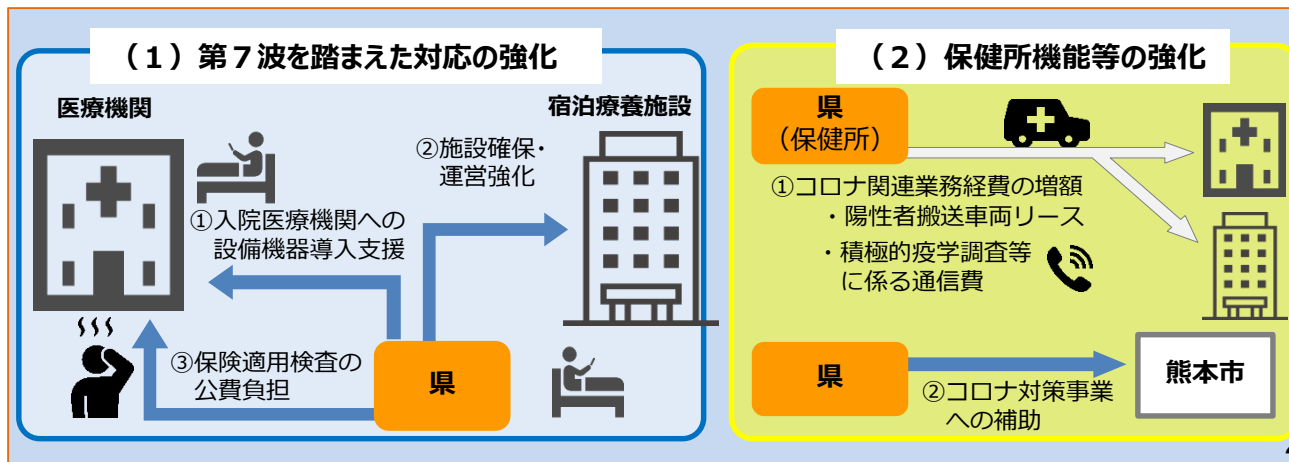 （１）第７波を踏まえた対応の強化
医療機関
宿泊療養施設
②施設確保・
運営強化
①入院医療機関への
設備機器導入支援
③保険適用検査の
公費負担
県
（２）保健所機能等の強化
県
（保健所）
①コロナ関連業務経費の増額
・陽性者搬送車両リース
・積極的疫学調査等
に係る通信費
県
②コロナ対策事業
への補助
熊本市